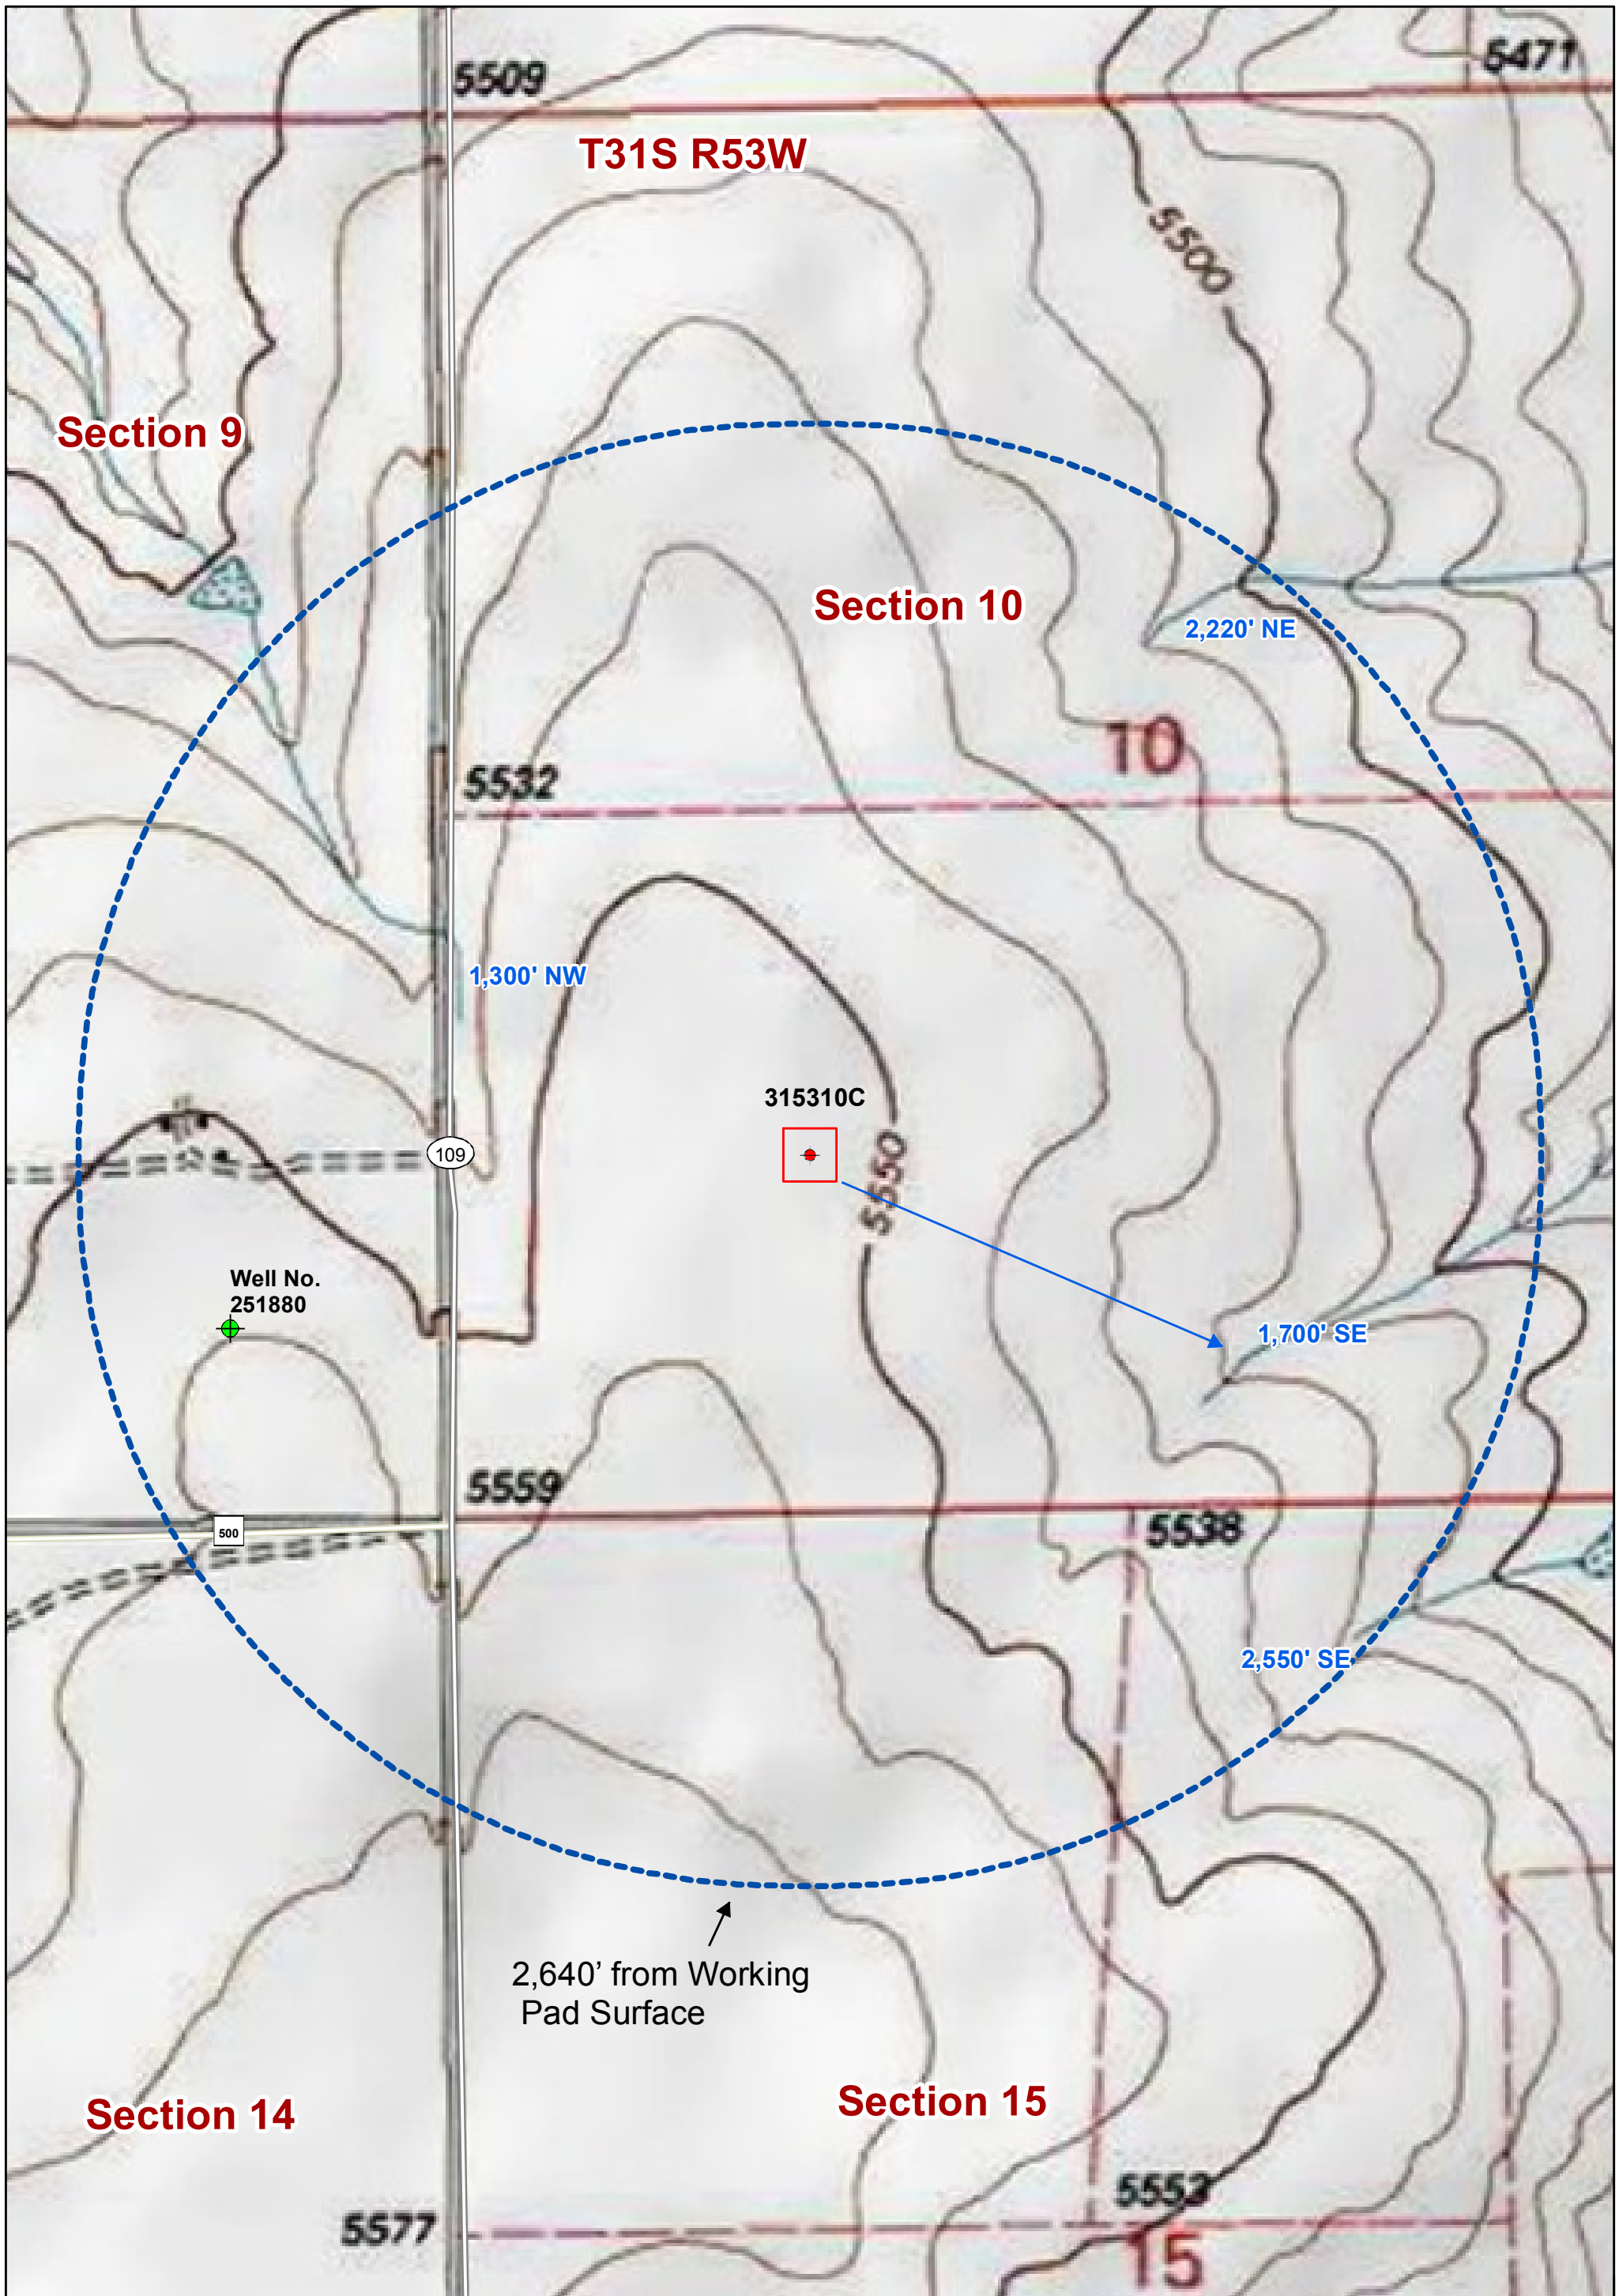 5509
5471
T31S R53W
5500
Section 9
Section 10
2,220' NE
10
5532
1,300' NW
315310C
109
5550
Well No.
251880
1,700' SE
5559
500
5538
2,550' SE
2,640’ from Working
Pad Surface
Section 14
Section 15
5553
5577
15